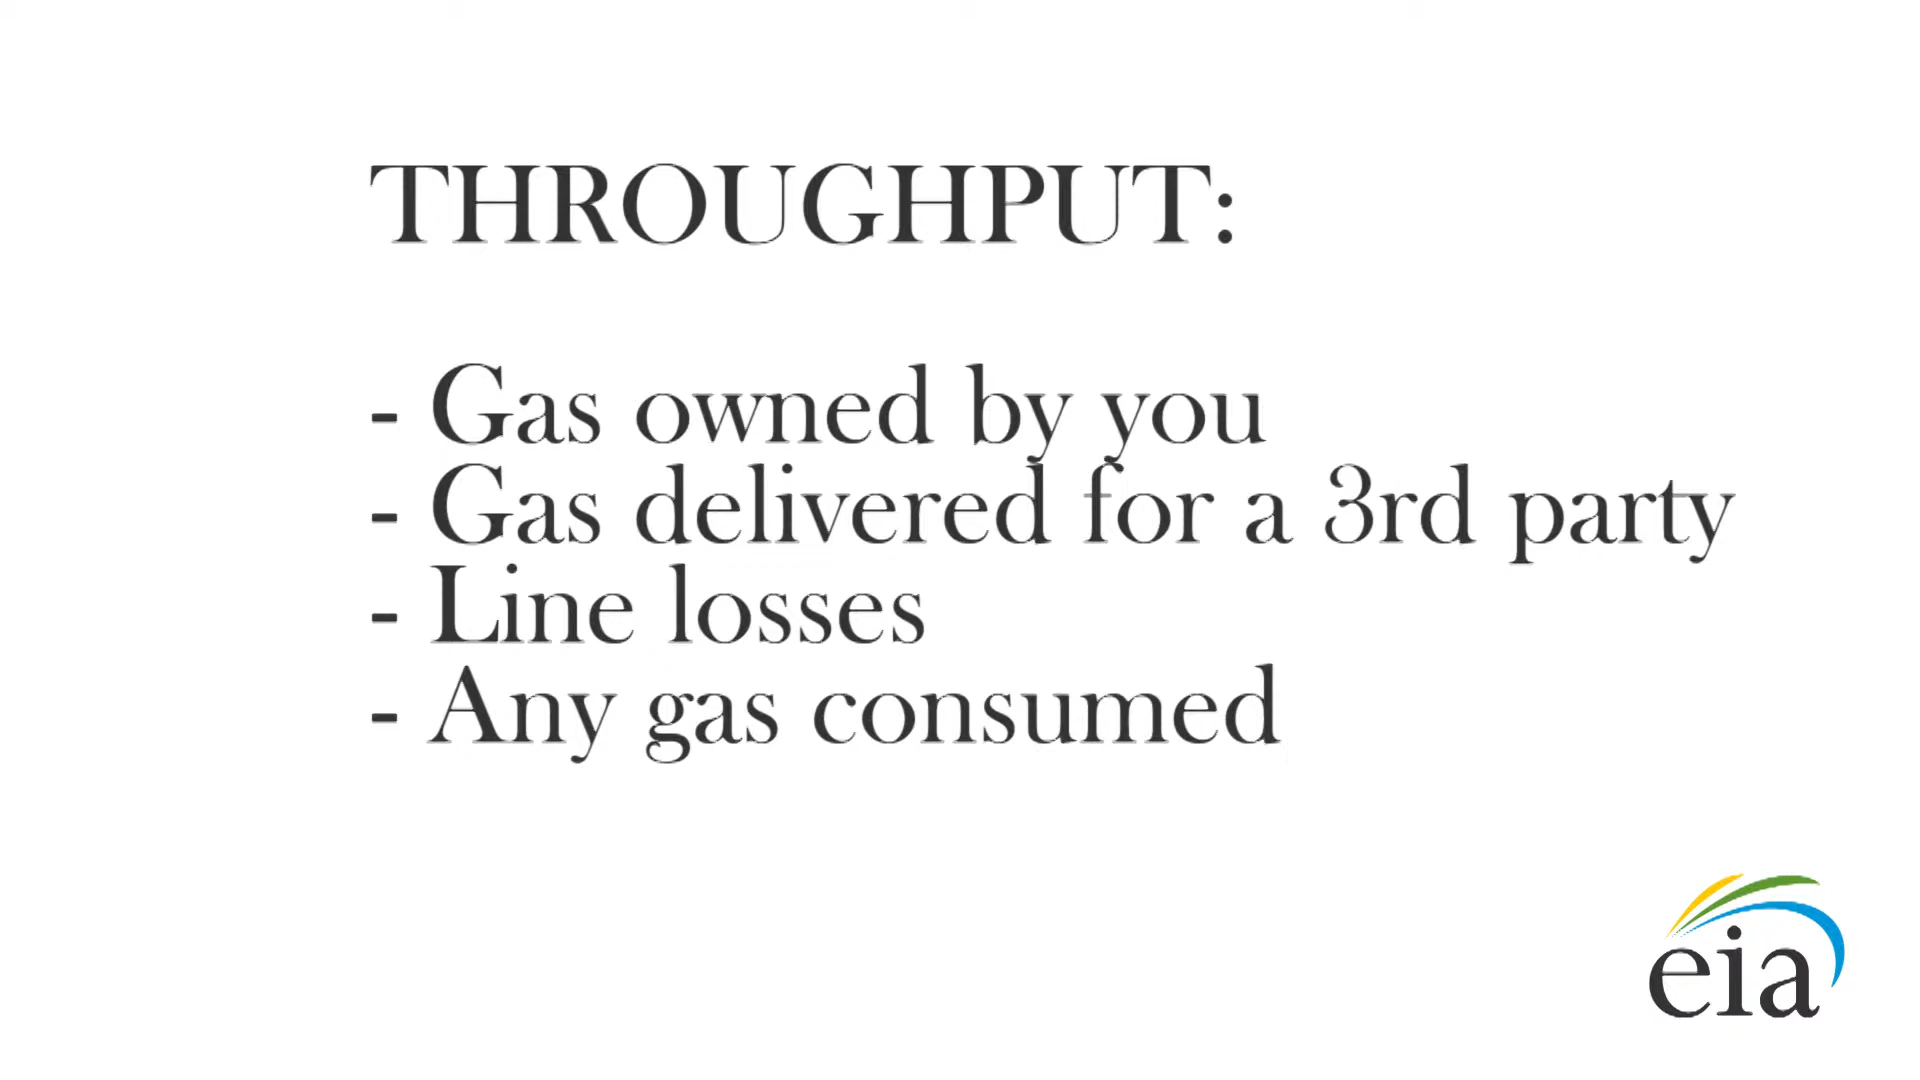 THROUGHPUT:
- Gas owned by you
- Gas delivered for a 3rd party
- Line losses
- Any gas consumed
eia